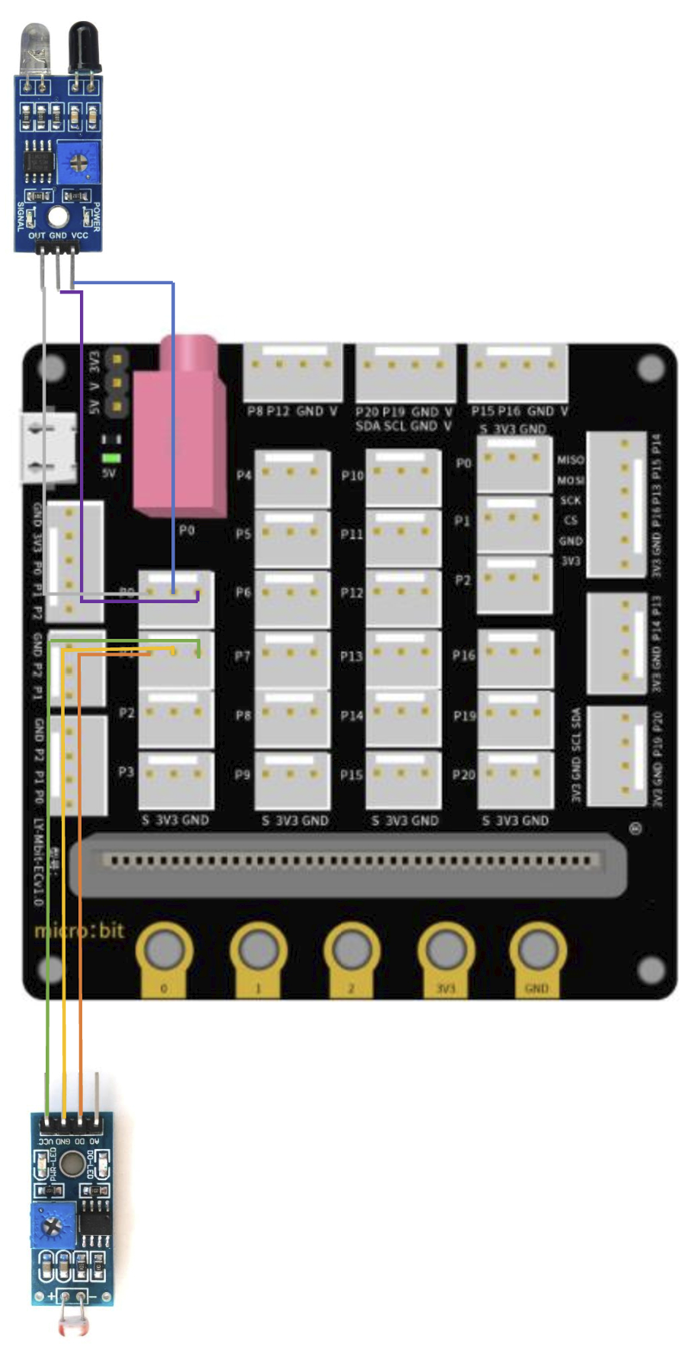 SIGNAL
POWER
OUT GND VCC
3V3
V
5V
5V
P0
P8 P12 GND V
P20 P19 GND V
SDA SCL GND V
P15 P16 GND V
S 3V3 GND
P4
P10
P0
P5
P11
P1
P6
P12
P2
P7
P13
P16
P2
P8
P14
P19
P3
P9
P15
P20
S 3V3 GND
S 3V3 GND
S 3V3 GND
S 3V3 GND
MISO
MOSI
SCK
CS
GND
3V3
3V3 GND P16 P13 P15 P14
3V3 GND P14 P13
3V3 GND SCL SDA
3V3 GND P19 P20
GND 3V3 P0 P1 P2
GND P2 P1
GND P2 P1 P0
LY-Mbit-ECv1.0
micro:bit
0
1
2
3V3
GND
VCC GND DO AO
PWR-LED
DO-LED
+
-